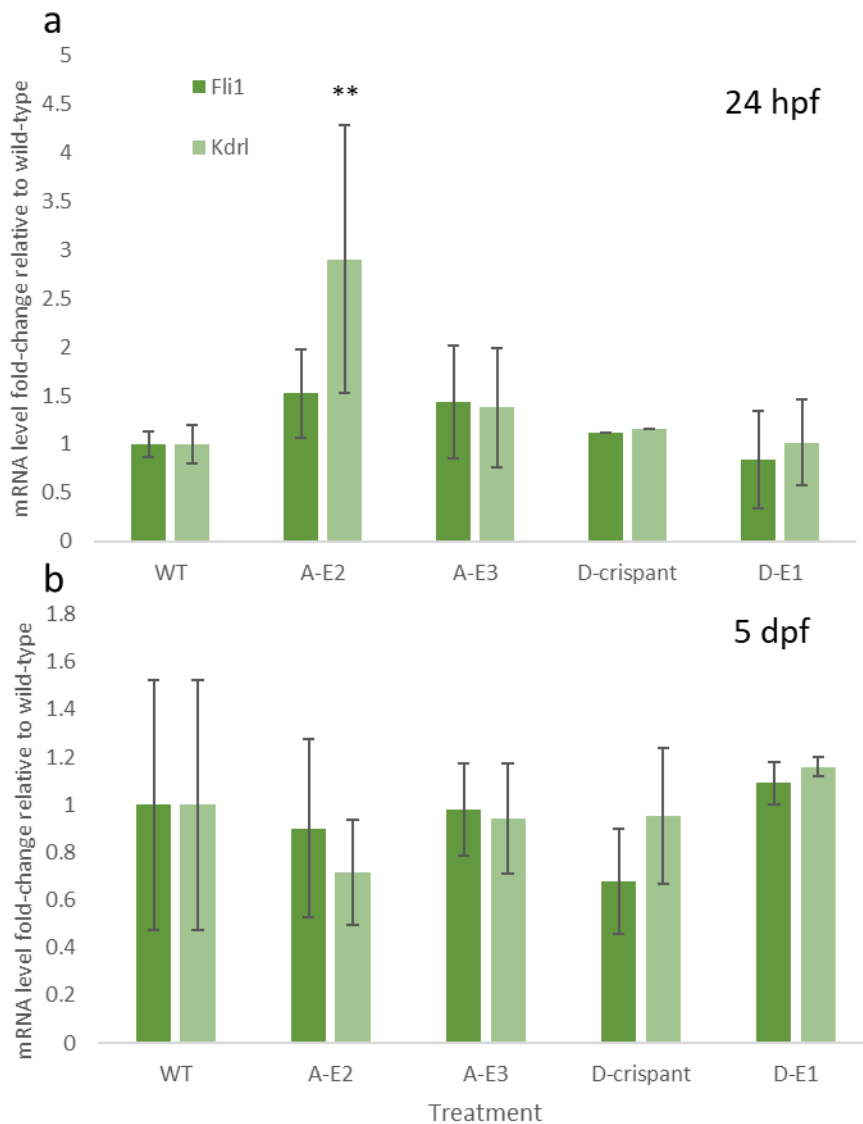 a
mRNA level fold-change relative to wild-type
5
4.5
4
3.5
3
2.5
2
1.5
1
0.5
0
Fli1
Kdrl
**
24 hpf
WT A-E2 A-E3 D-crispant D-E1
b
mRNA level fold-change relative to wild-type
1.8
1.6
1.4
1.2
1
0.8
0.6
0.4
0.2
0
5 dpf
WT A-E2 A-E3 D-crispant D-E1
Treatment